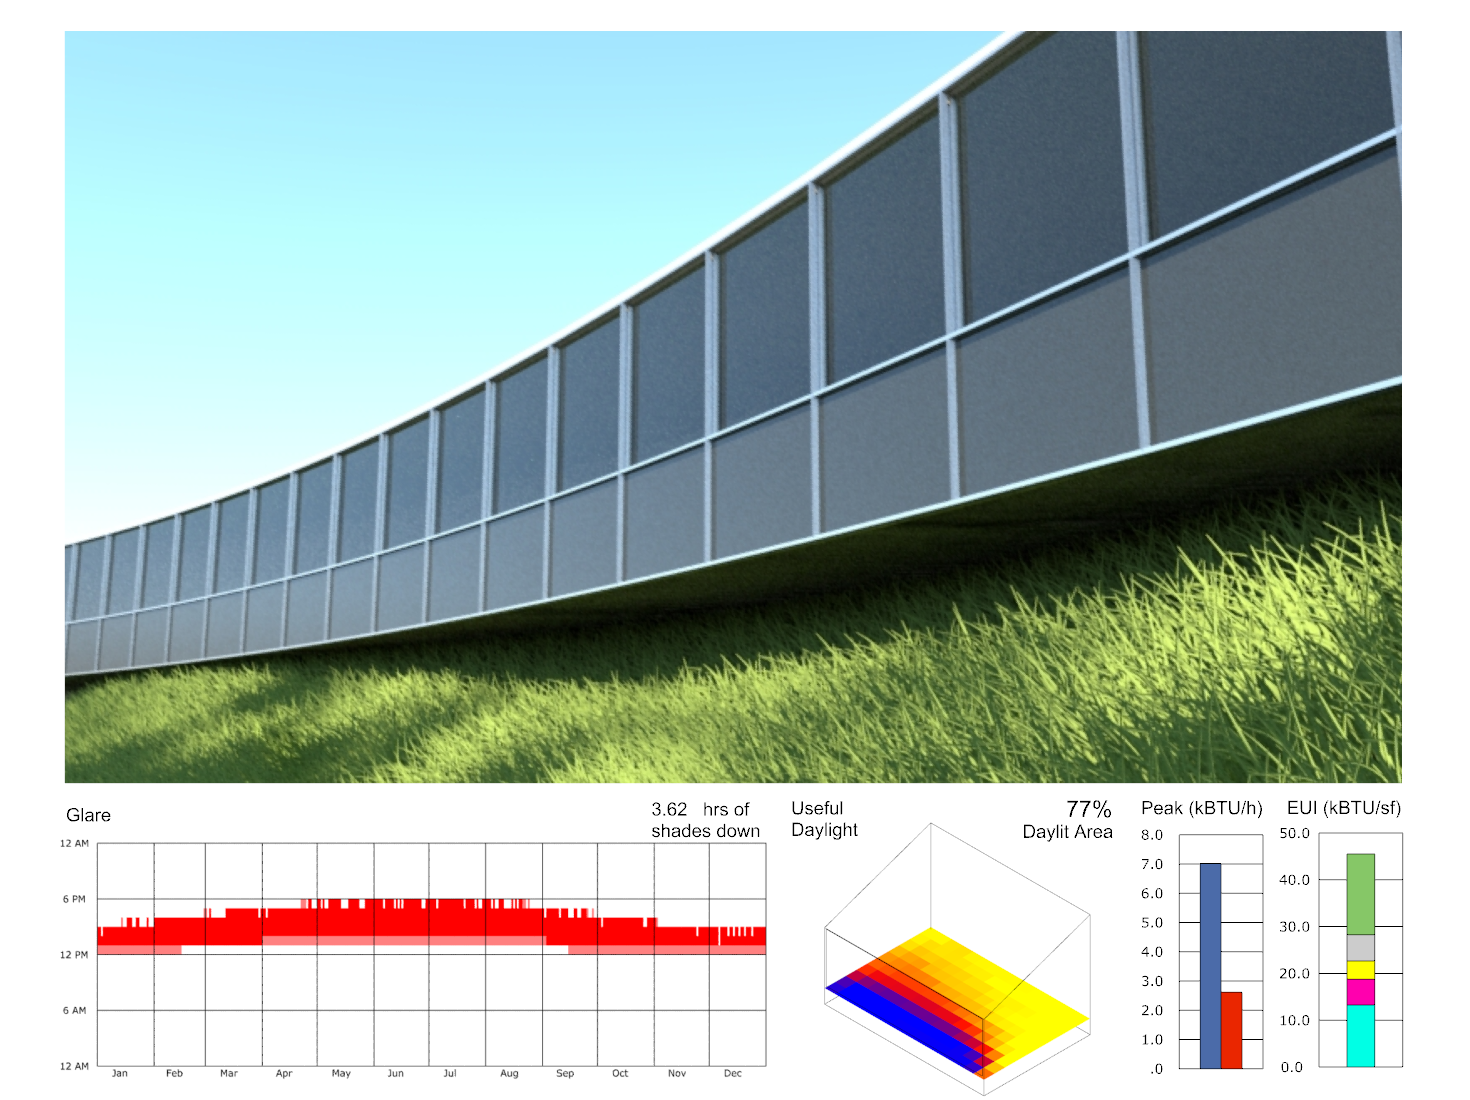 Glare
3.62 hrs of
shades down
12 AM
6 PM
12 PM
6 AM
12 AM
Jan Feb Mar Apr May Jun Jul Aug Sep Oct Nov Dec
Useful
Daylight
77%
Daylit Area
Peak (kBTU/h)
8.0
7.0
6.0
5.0
4.0
3.0
2.0
1.0
.0
EUI (kBTU/sf)
50.0
40.0
30.0
20.0
10.0
0.0